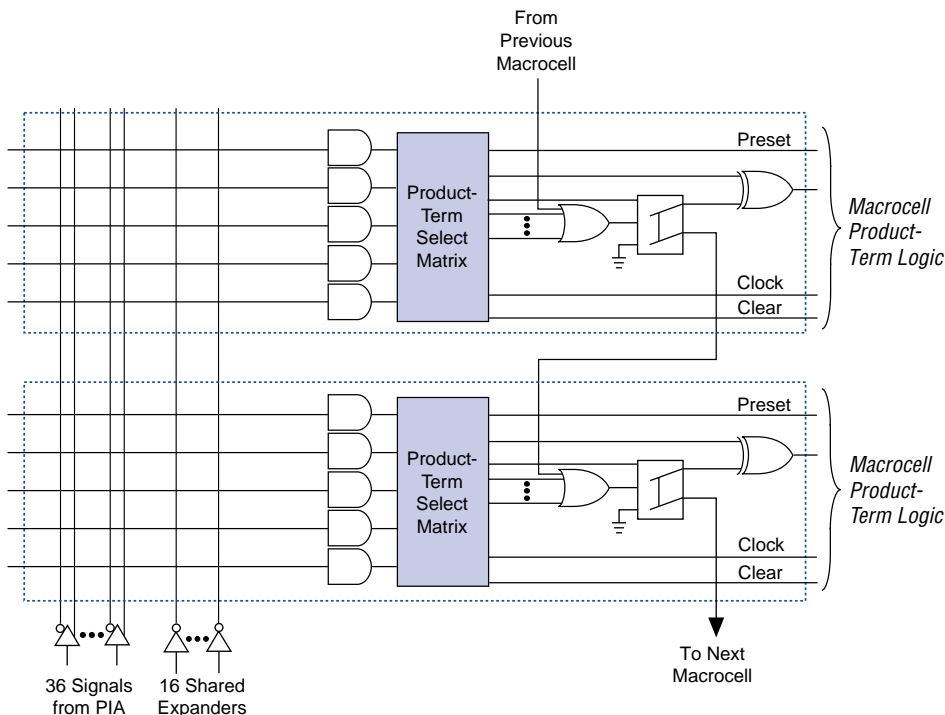 From
Previous
Macrocell
Preset
Product-
Term
Select
Matrix
Macrocell
Product-
Term Logic
Clock
Clear
Preset
Product-
Term
Select
Matrix
Macrocell
Product-
Term Logic
Clock
Clear
To Next
Macrocell
36 Signals
from PIA
16 Shared
Expanders